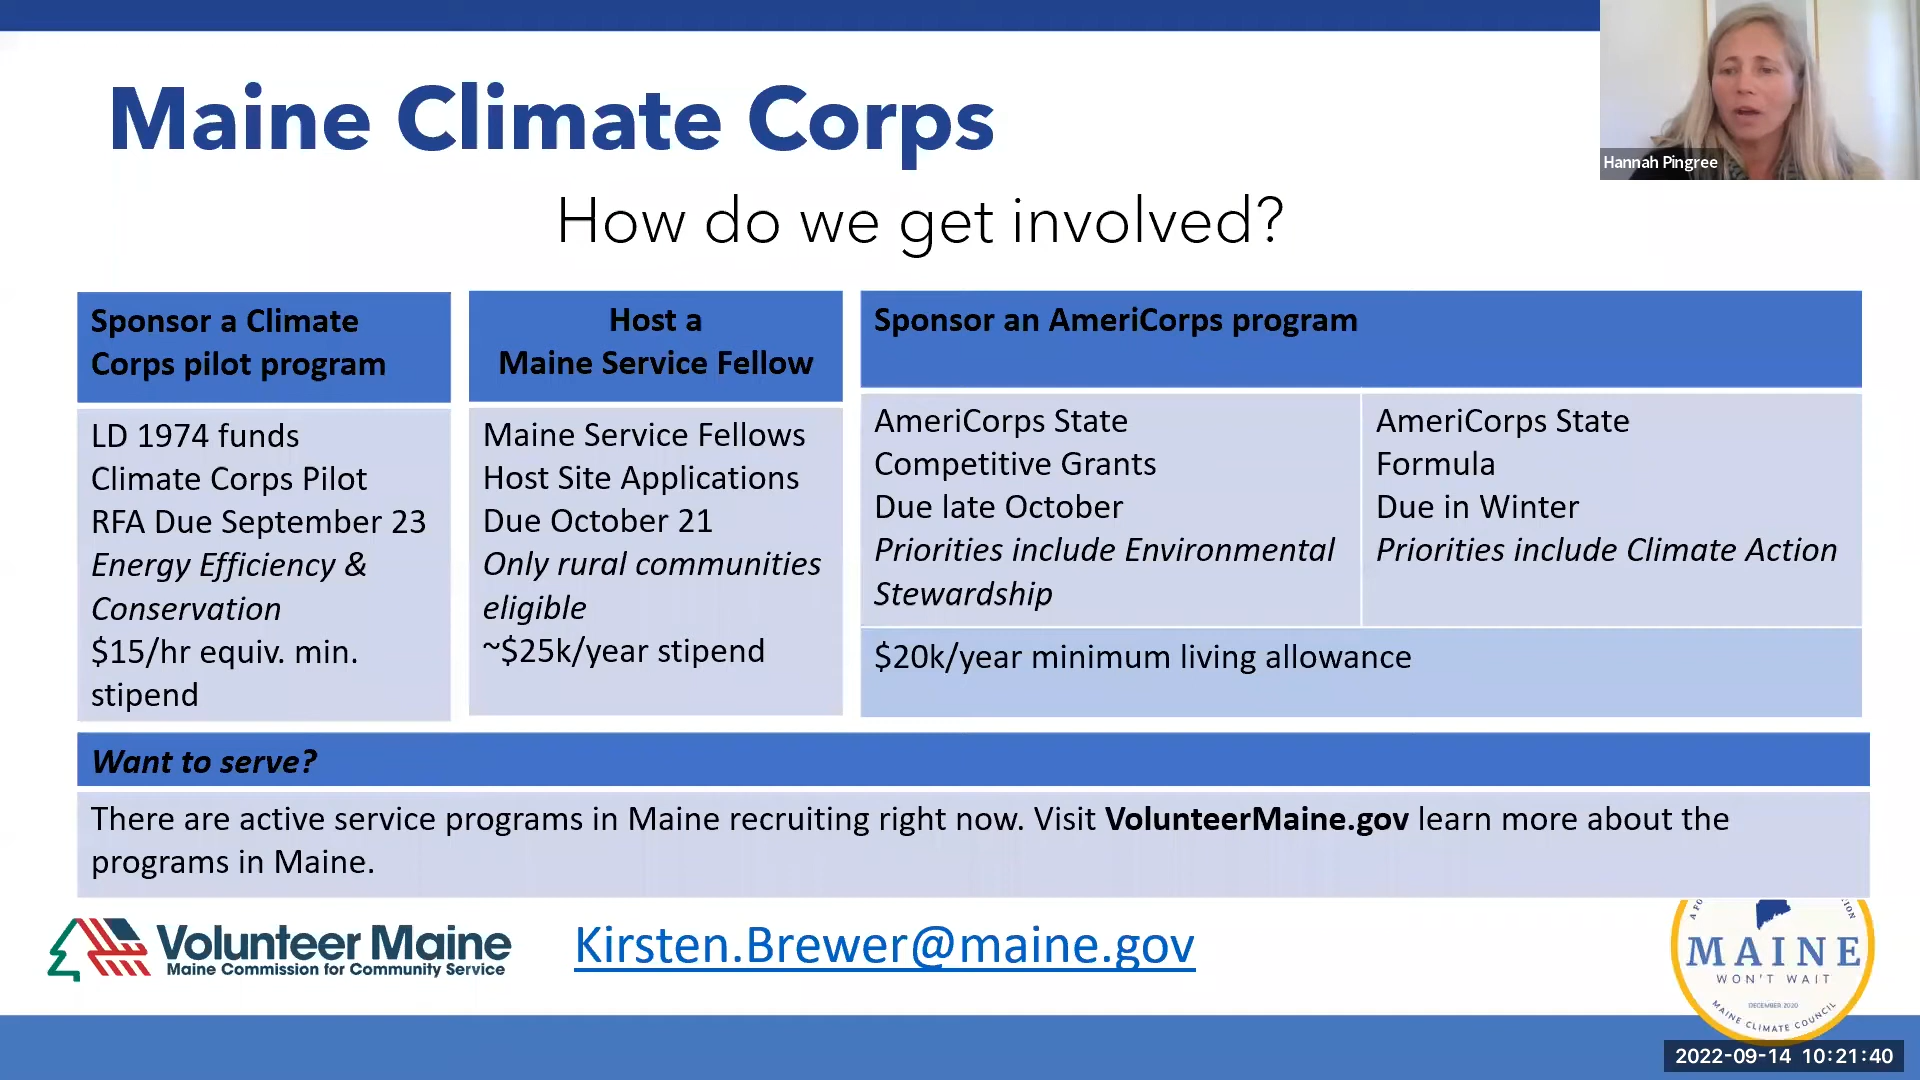 Maine Climate Corps
How do we get involved?
Hannah Pingree
Sponsor a Climate
Corps pilot program
LD 1974 funds
Climate Corps Pilot
RFA Due September 23
Energy Efficiency &
Conservation
$15/hr equiv. min.
stipend
Host a
Maine Service Fellow
Maine Service Fellows
Host Site Applications
Due October 21
Only rural communities
eligible
~$25k/year stipend
Sponsor an AmeriCorps program
AmeriCorps State
Competitive Grants
Due late October
Priorities include Environmental
Stewardship
AmeriCorps State
Formula
Due in Winter
Priorities include Climate Action
$20k/year minimum living allowance
Want to serve?
There are active service programs in Maine recruiting right now. Visit VolunteerMaine.gov learn more about the
programs in Maine.
Volunteer Maine
Maine Commission for Community Service
Kirsten.Brewer@maine.gov
MAINE
WON'T WAIT
DECEMBER 2020
MAINE CLIMATE COUNCIL
2022-09-14 10:21:40